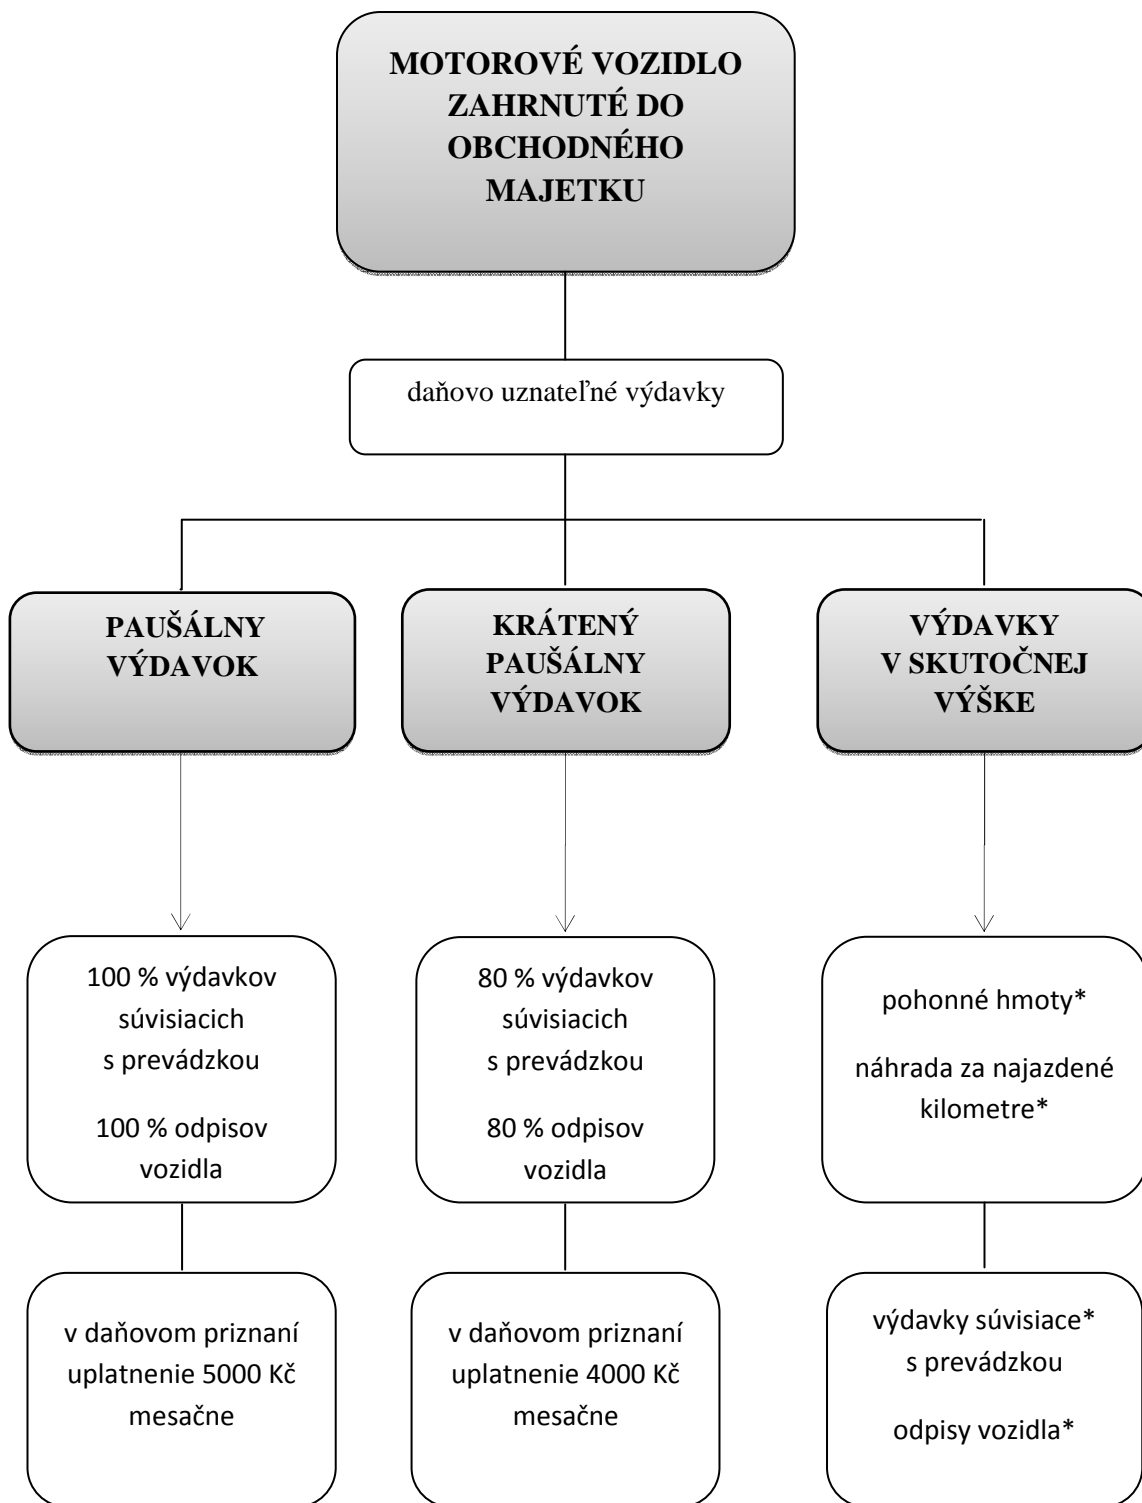 MOTOROVÉ VOZIDLO
ZAHRNUTÉ DO
OBCHODNÉHO
MAJETKU
daňovo uznateľné výdavky
PAUŠÁLNY
VÝDAVOK
KRÁTENÝ
PAUŠÁLNY
VÝDAVOK
VÝDAVKY
V SKUTOČNEJ
VÝŠKE
100 % výdavkov
súvisiacich
s prevádzkou
100 % odpisov
vozidla
80 % výdavkov
súvisiacich
s prevádzkou
80 % odpisov
vozidla
pohonné hmoty*
náhrada za najazdené
kilometre*
v daňovom priznaní
uplatnenie 5000 Kč
mesačne
v daňovom priznaní
uplatnenie 4000 Kč
mesačne
výdavky súvisiace*
s prevádzkou
odpisy vozidla*